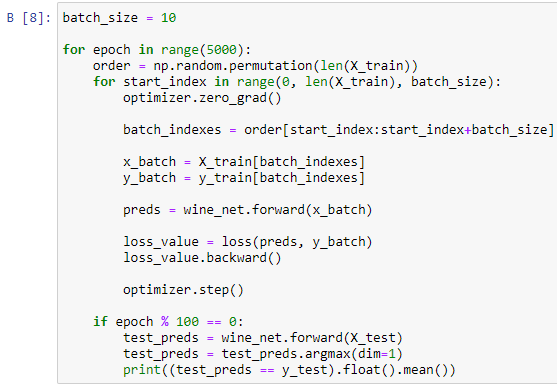 В [8]: batch_size = 10
for epoch in range(5000):
    order = np.random.permutation(len(X_train))
    for start_index in range(0, len(X_train), batch_size):
        optimizer.zero_grad()
        batch_indexes = order[start_index:start_index+batch_size]
        x_batch = X_train[batch_indexes]
        y_batch = y_train[batch_indexes]
        preds = wine_net.forward(x_batch)
        loss_value = loss(preds, y_batch)
        loss_value.backward()
        optimizer.step()
    if epoch % 100 == 0:
        test_preds = wine_net.forward(X_test)
        test_preds = test_preds.argmax(dim=1)
        print((test_preds == y_test).float().mean())